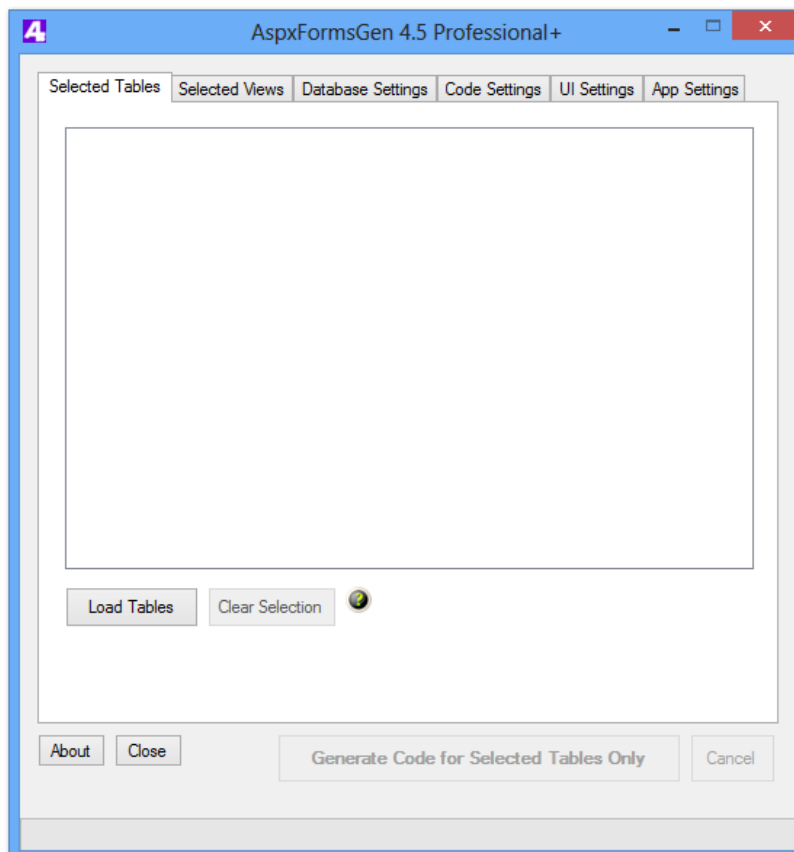 4 AspxFormsGen 4.5 Professional+
Selected Tables Selected Views Database Settings Code Settings UI Settings App Settings
Load Tables Clear Selection ?
About Close Generate Code for Selected Tables Only Cancel